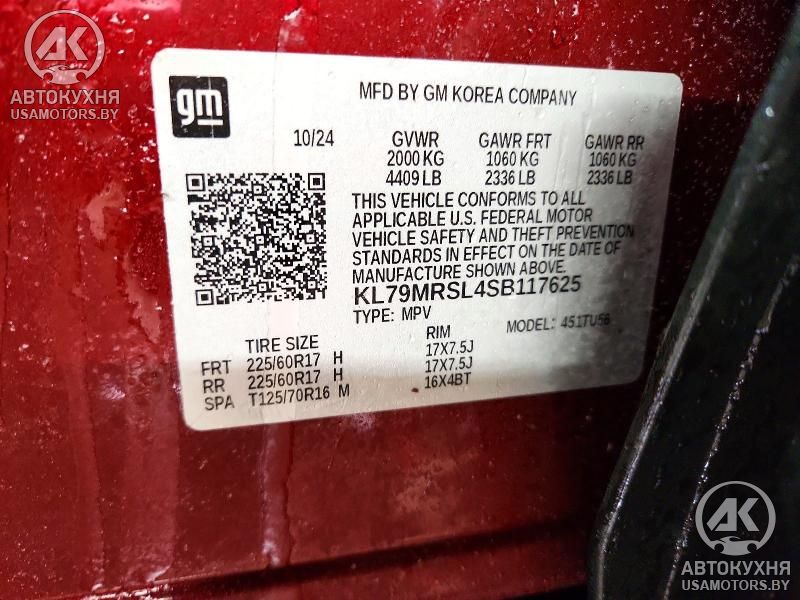 AK
АВТОКУХНЯ
USAMOTORS.BY
gm
MFD BY GM KOREA COMPANY
10/24 GVWR GAWR FRT GAWR RR
2000 KG 1060 KG 1060 KG
4409 LB 2336 LB 2336 LB
THIS VEHICLE CONFORMS TO ALL
APPLICABLE U.S. FEDERAL MOTOR
VEHICLE SAFETY AND THEFT PREVENTION
STANDARDS IN EFFECT ON THE DATE OF
MANUFACTURE SHOWN ABOVE.
KL79MRSL4SB117625
TYPE: MPV MODEL: 451TU56
TIRE SIZE RIM
FRT 225/60R17 H 17X7.5J
RR 225/60R17 H 17X7.5J
SPA T125/70R16 M 16X4BT
AK
АВТОКУХНЯ
USAMOTORS.BY